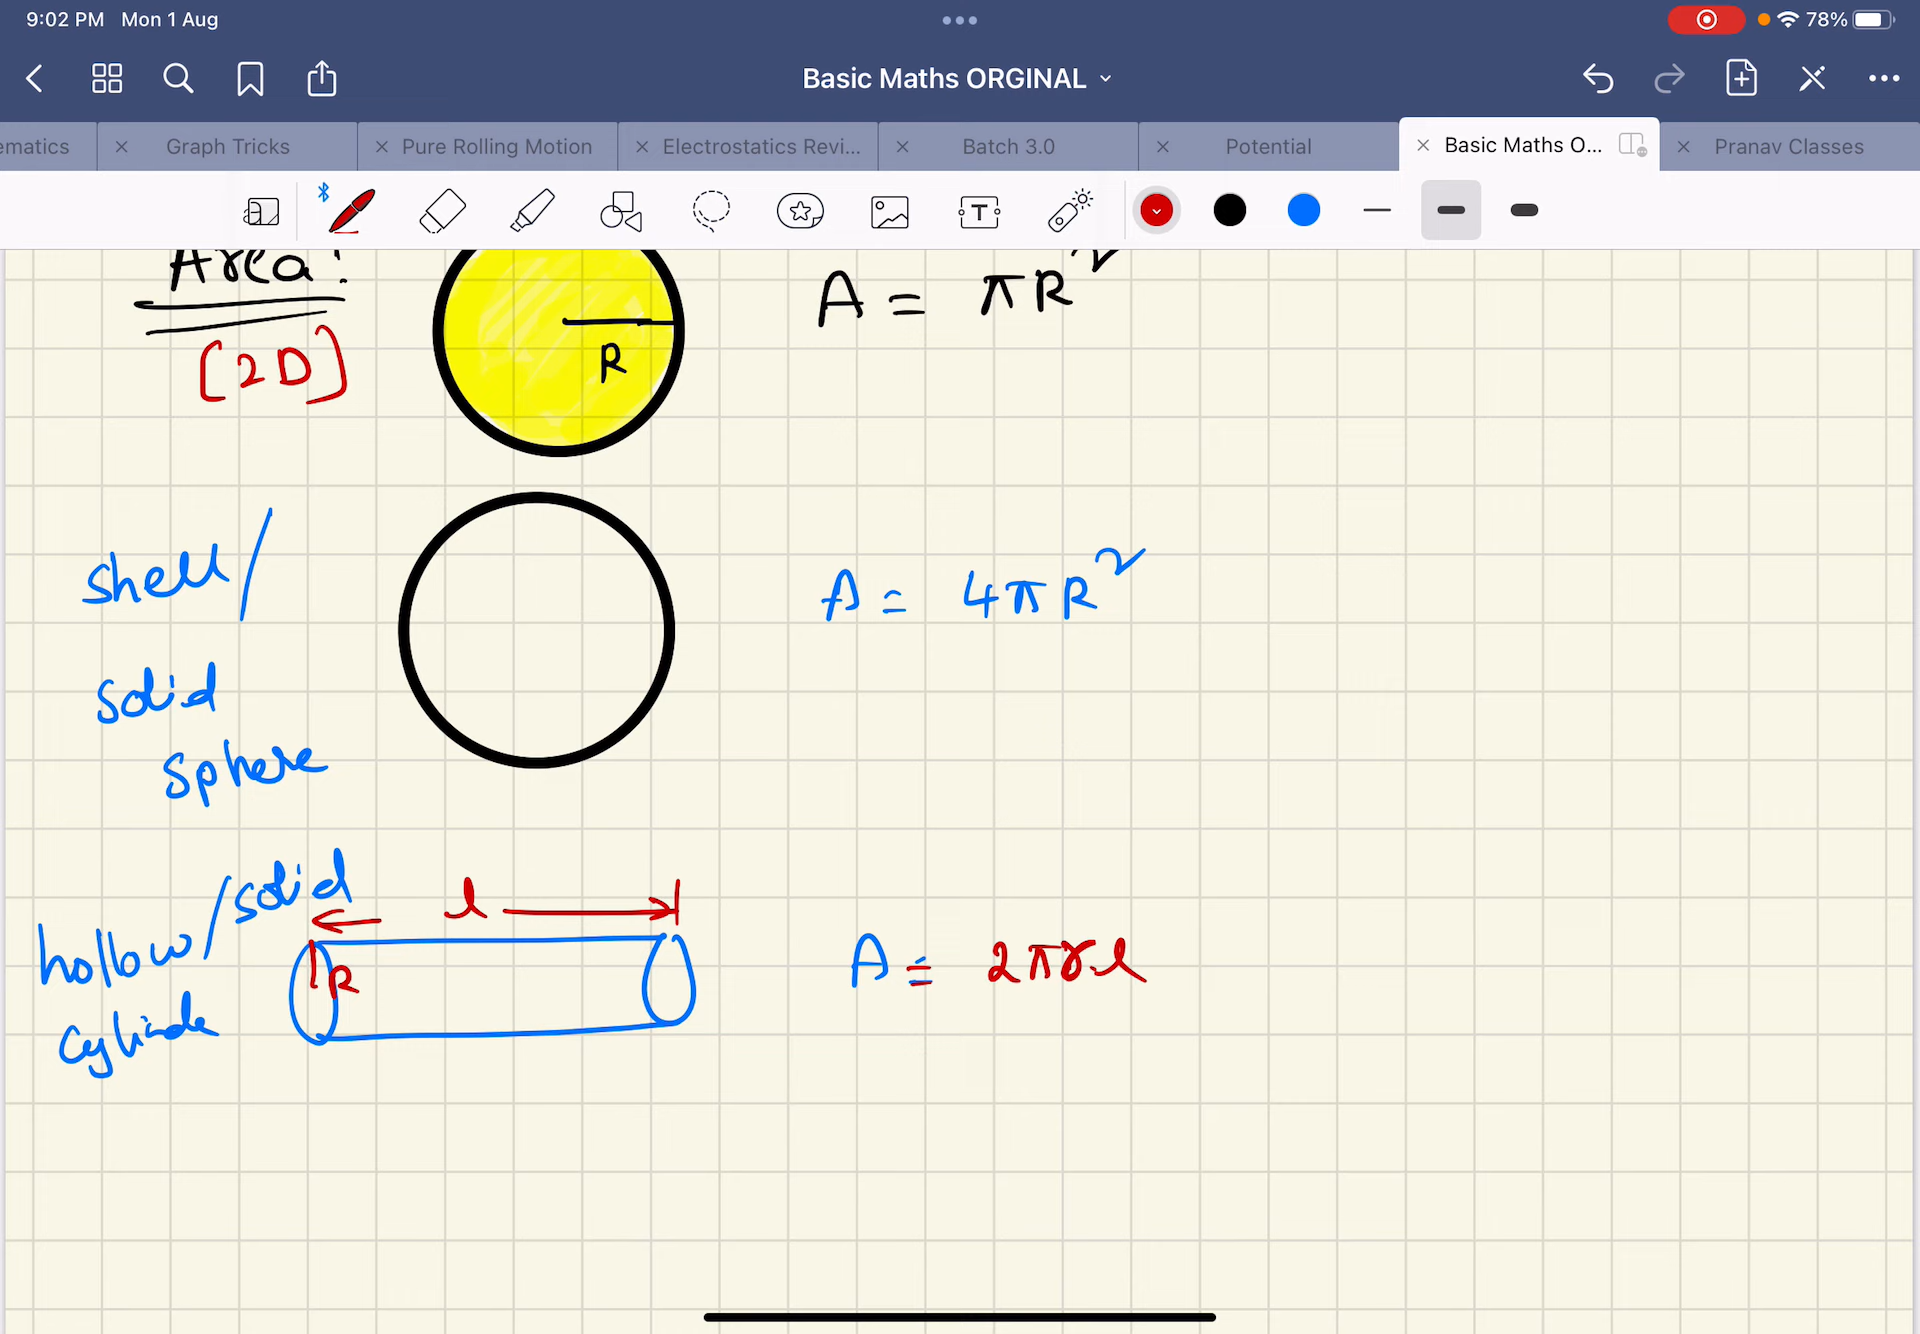 9:02 PM Mon 1 Aug
78%
Basic Maths ORGINAL
ematics
Graph Tricks
Pure Rolling Motion
Electrostatics Revi...
Batch 3.0
Potential
Basic Maths O...
Pranav Classes
Area:
A = πR²
[2D]
R
shell/
A = 4πR²
solid
sphere
hollow/solid
l
R
A = 2πrl
Cylinde